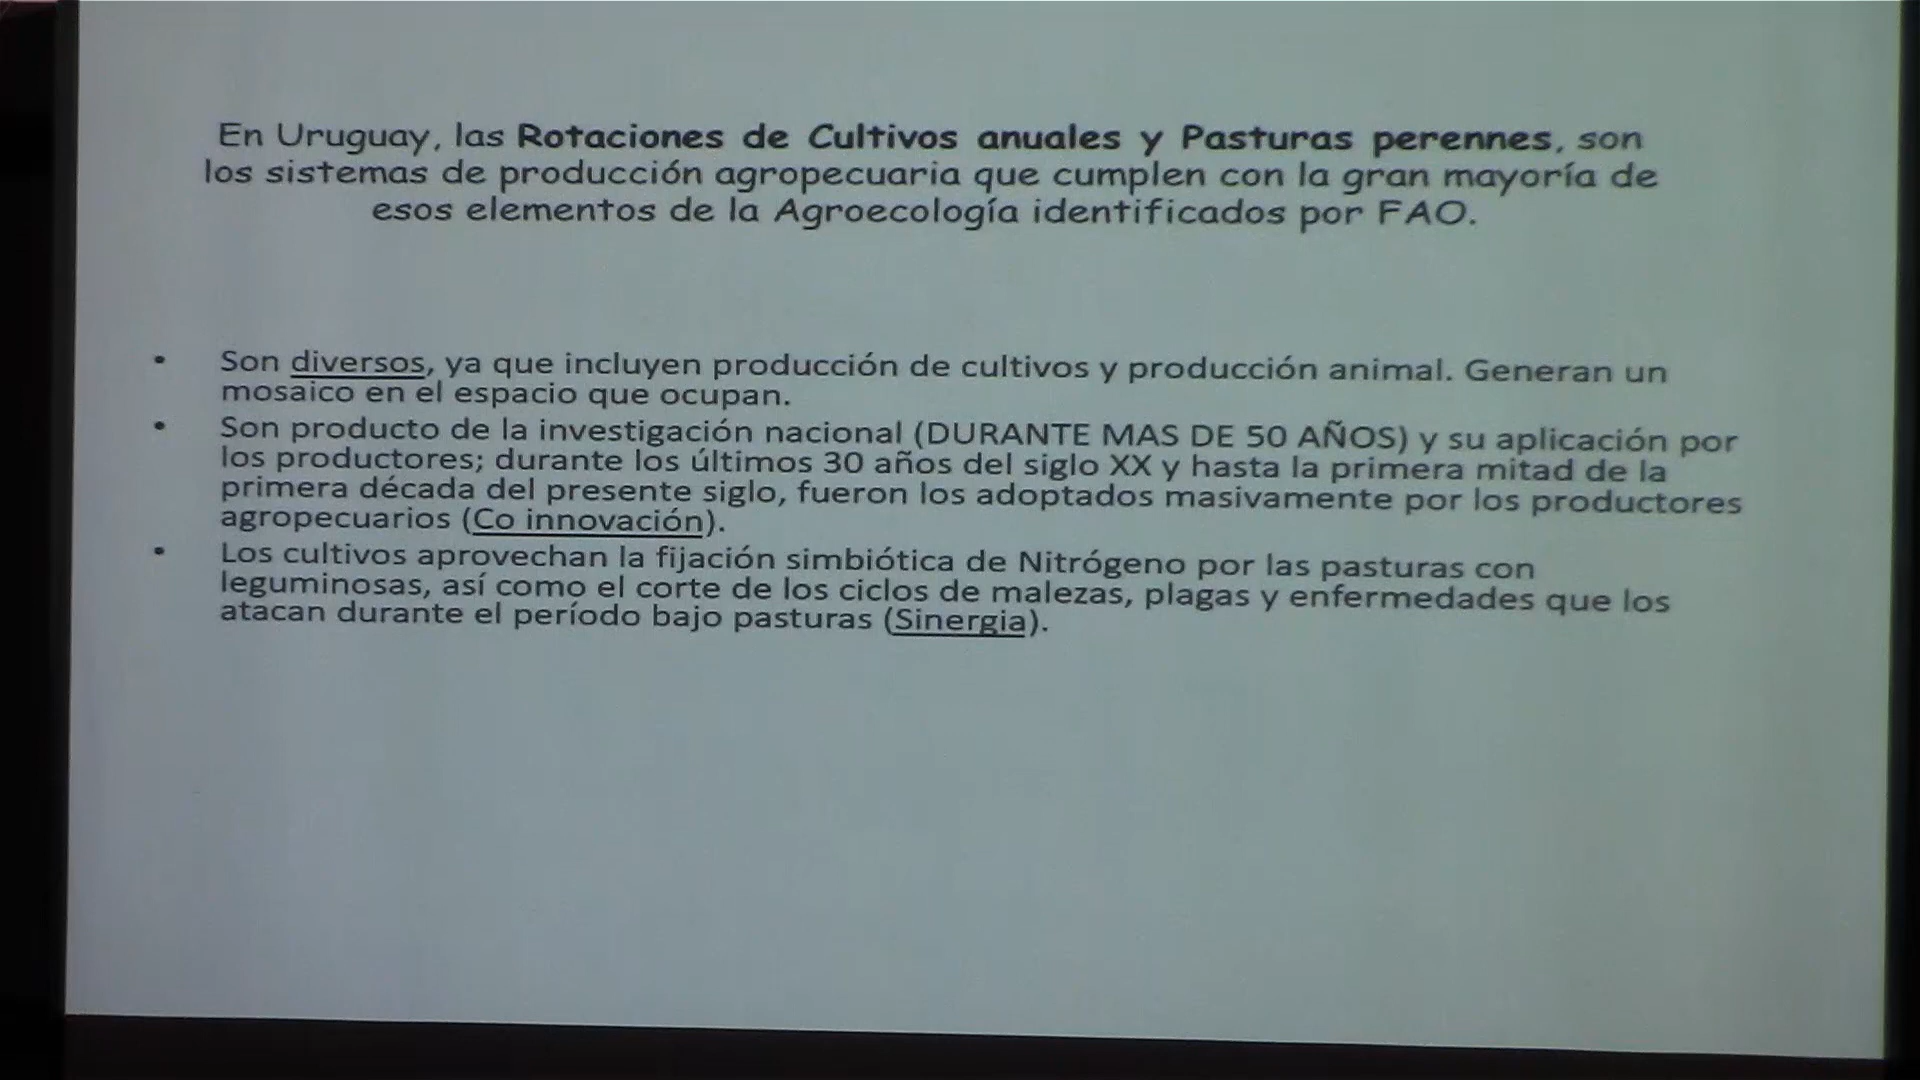 En Uruguay, las Rotaciones de Cultivos anuales y Pasturas perennes, son
los sistemas de producción agropecuaria que cumplen con la gran mayoría de
esos elementos de la Agroecología identificados por FAO.
• Son diversos, ya que incluyen producción de cultivos y producción animal. Generan un
mosaico en el espacio que ocupan.
• Son producto de la investigación nacional (DURANTE MAS DE 50 AÑOS) y su aplicación por
los productores; durante los últimos 30 años del siglo XX y hasta la primera mitad de la
primera década del presente siglo, fueron los adoptados masivamente por los productores
agropecuarios (Co innovación).
• Los cultivos aprovechan la fijación simbiótica de Nitrógeno por las pasturas con
leguminosas, así como el corte de los ciclos de malezas, plagas y enfermedades que los
atacan durante el período bajo pasturas (Sinergia).